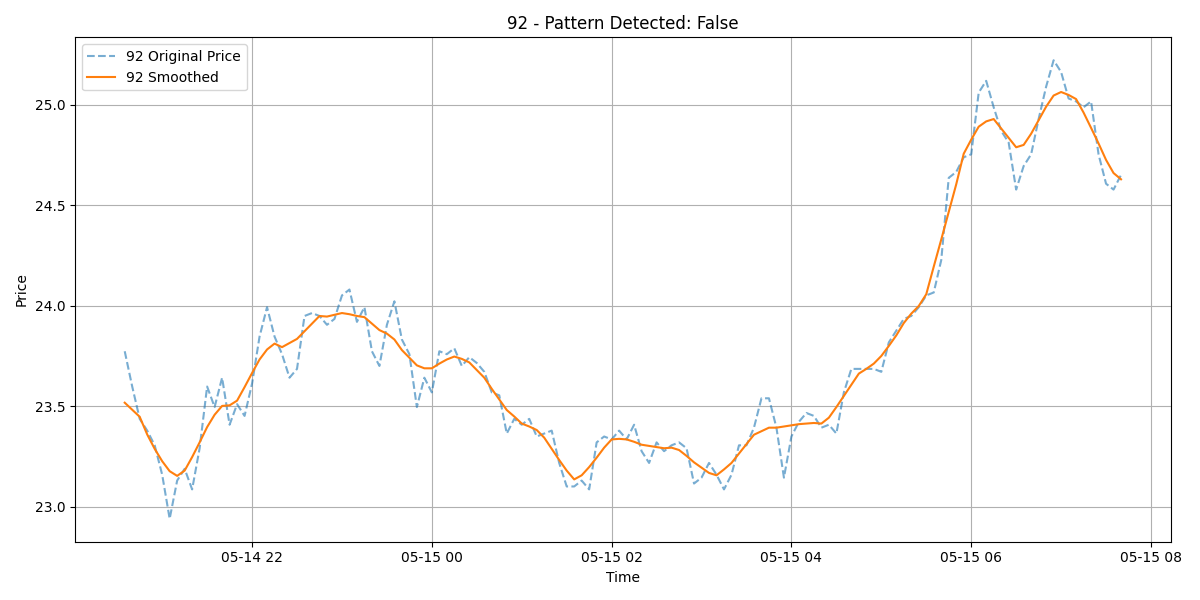 92 - Pattern Detected: False
92 Original Price
92 Smoothed
Price
25.0
24.5
24.0
23.5
23.0
05-14 22
05-15 00
05-15 02
05-15 04
05-15 06
05-15 08
Time